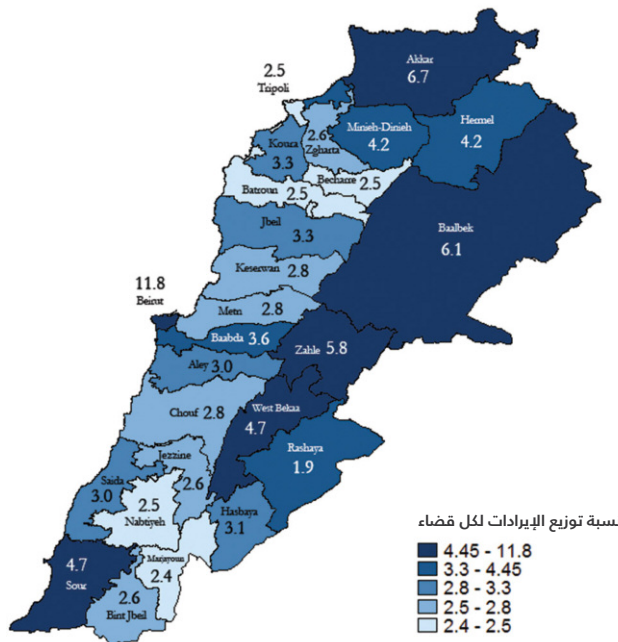 Akkar
6.7
2.5
Tripoli
Minieh-Dinieh
4.2
Hermel
4.2
2.6
Zgharta
Koura
3.3
Becharre 2.5
Batroun 2.5
Jbeil
3.3
Baalbek
6.1
Keserwan
2.8
11.8
Beirut
Metn 2.8
Baabda 3.6
Zahle 5.8
Aley 3.0
West Bekaa
4.7
Chouf 2.8
Rashaya
1.9
Jezzine
2.6
Saida
3.0
2.5
Nabtiyeh
Hasbaya
3.1
4.7
Sour
Marjayoun
2.4
2.6
Bint Jbeil
نسبة توزيع الإيرادات لكل قضاء
4.45 - 11.8
3.3 - 4.45
2.8 - 3.3
2.5 - 2.8
2.4 - 2.5